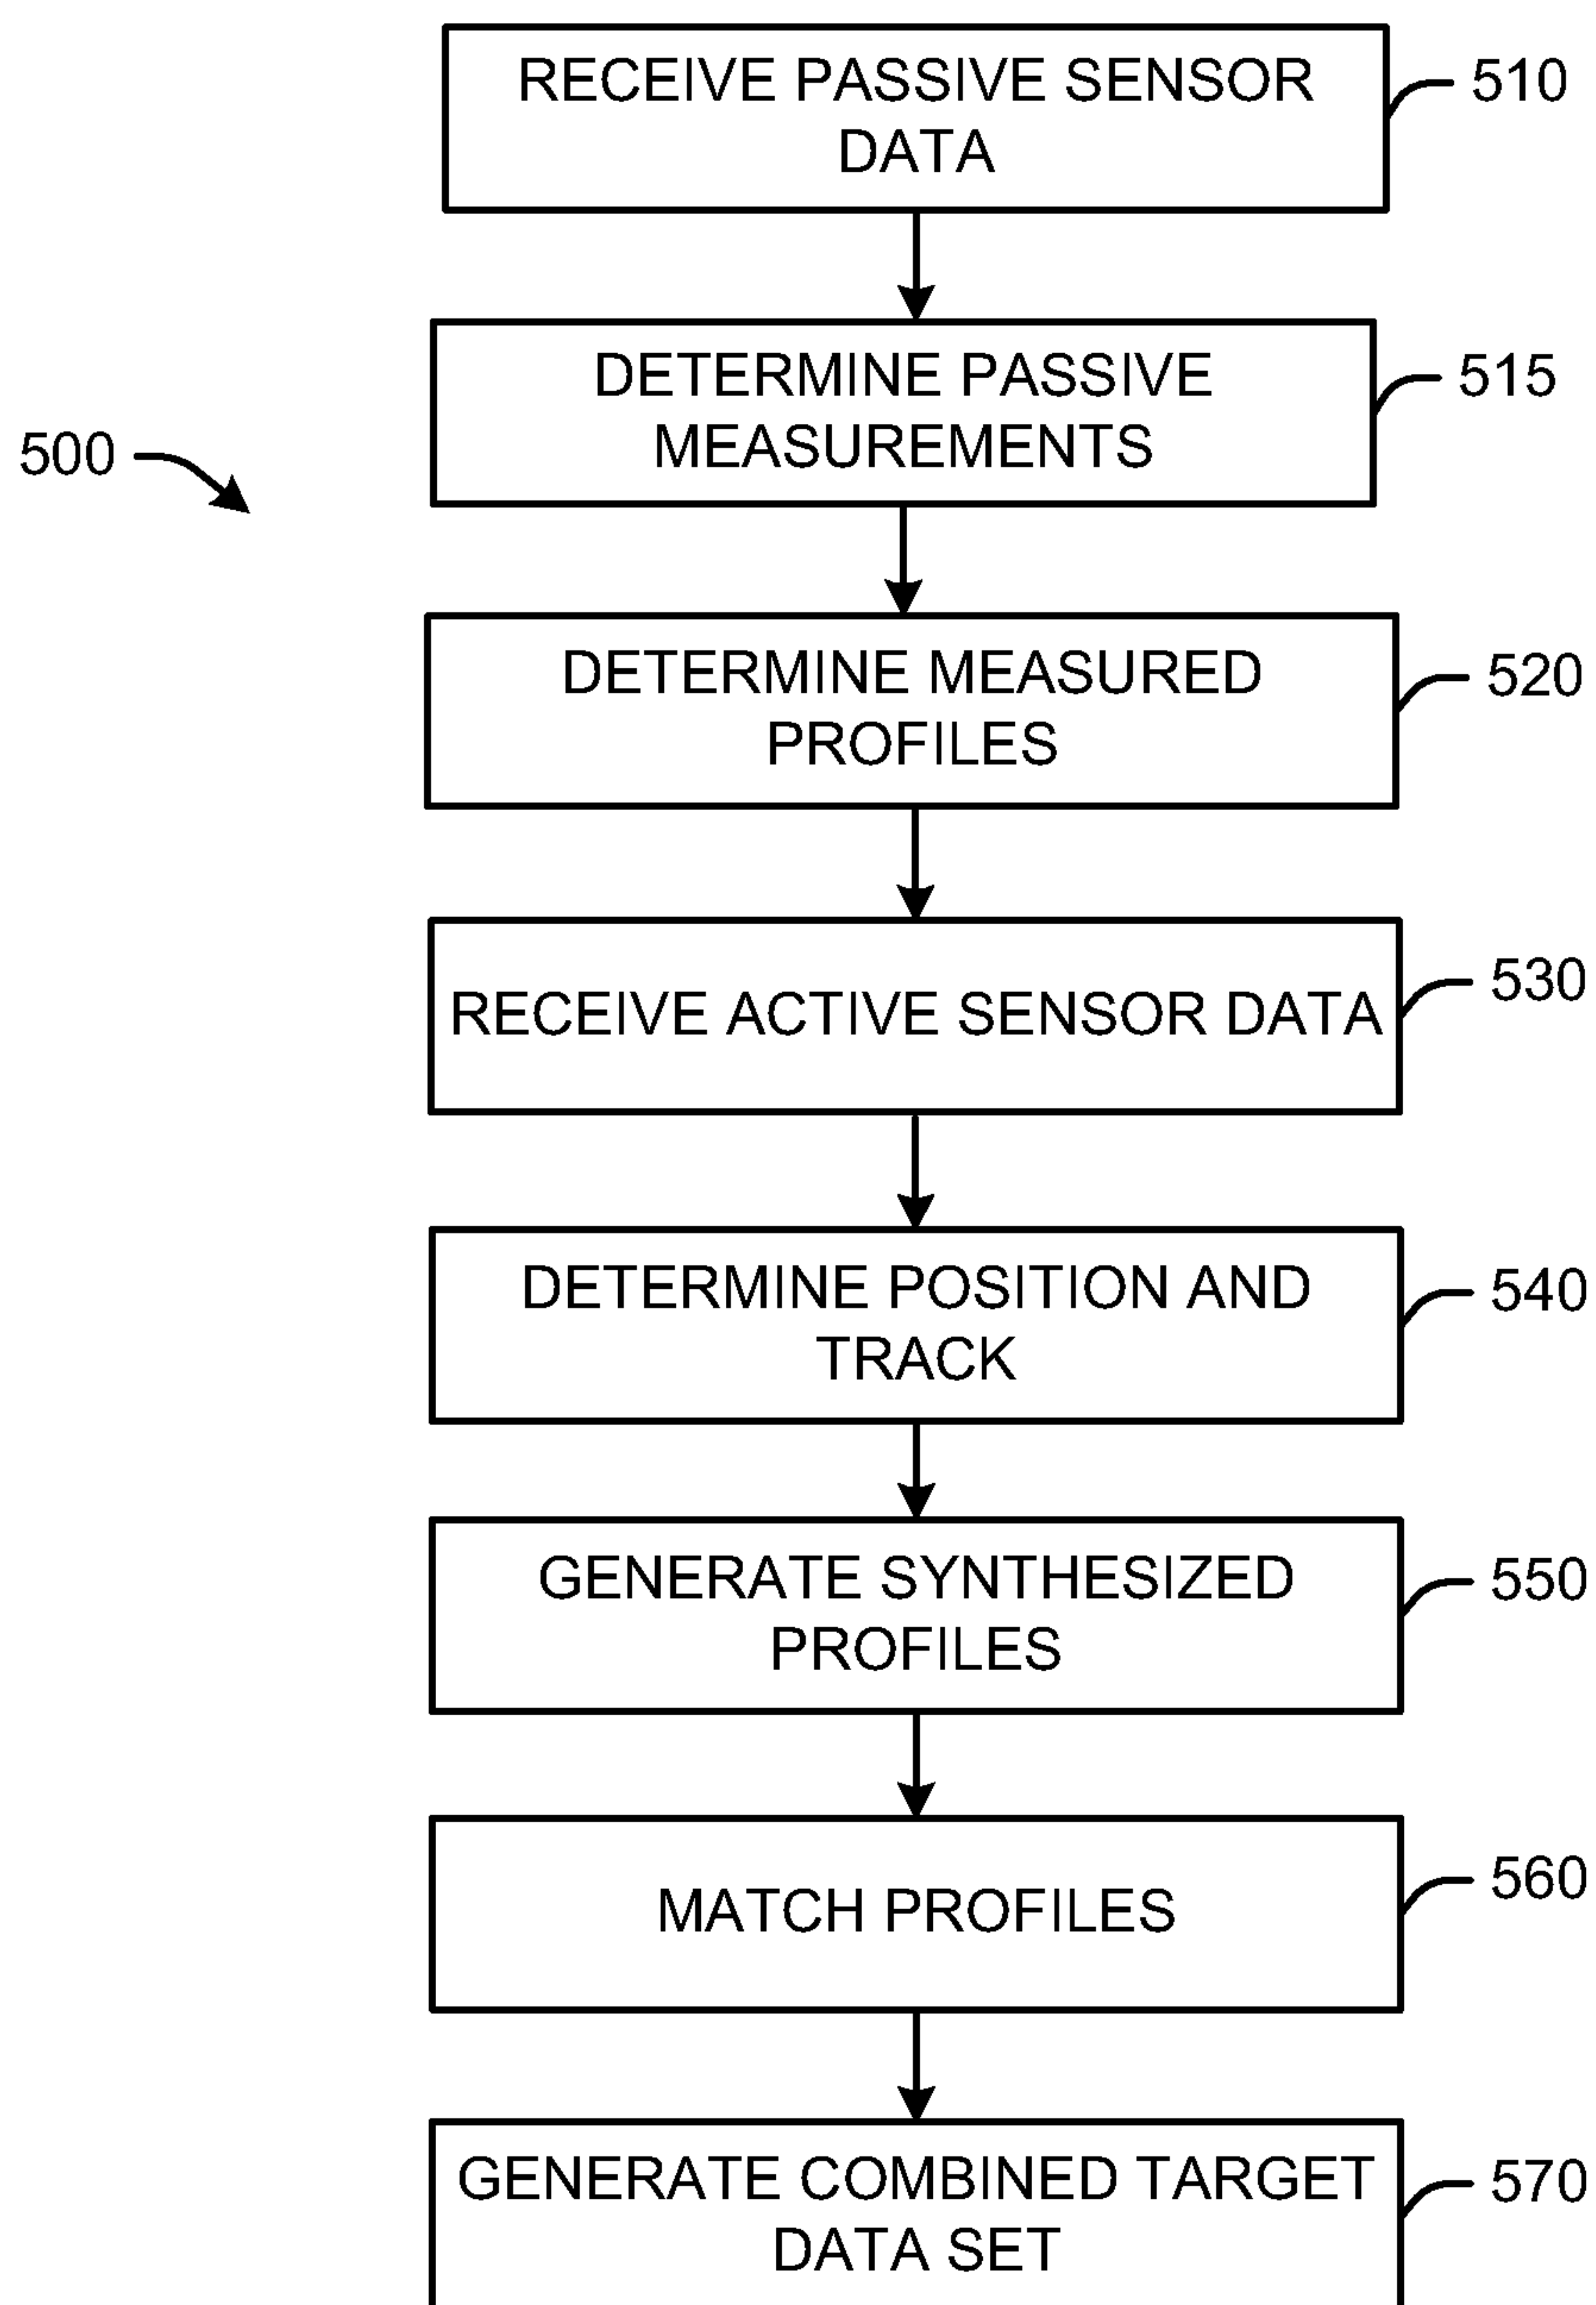 RECEIVE PASSIVE SENSOR
DATA
510
DETERMINE PASSIVE
MEASUREMENTS
515
500
DETERMINE MEASURED
PROFILES
520
RECEIVE ACTIVE SENSOR DATA
530
DETERMINE POSITION AND
TRACK
540
GENERATE SYNTHESIZED
PROFILES
550
MATCH PROFILES
560
GENERATE COMBINED TARGET
DATA SET
570